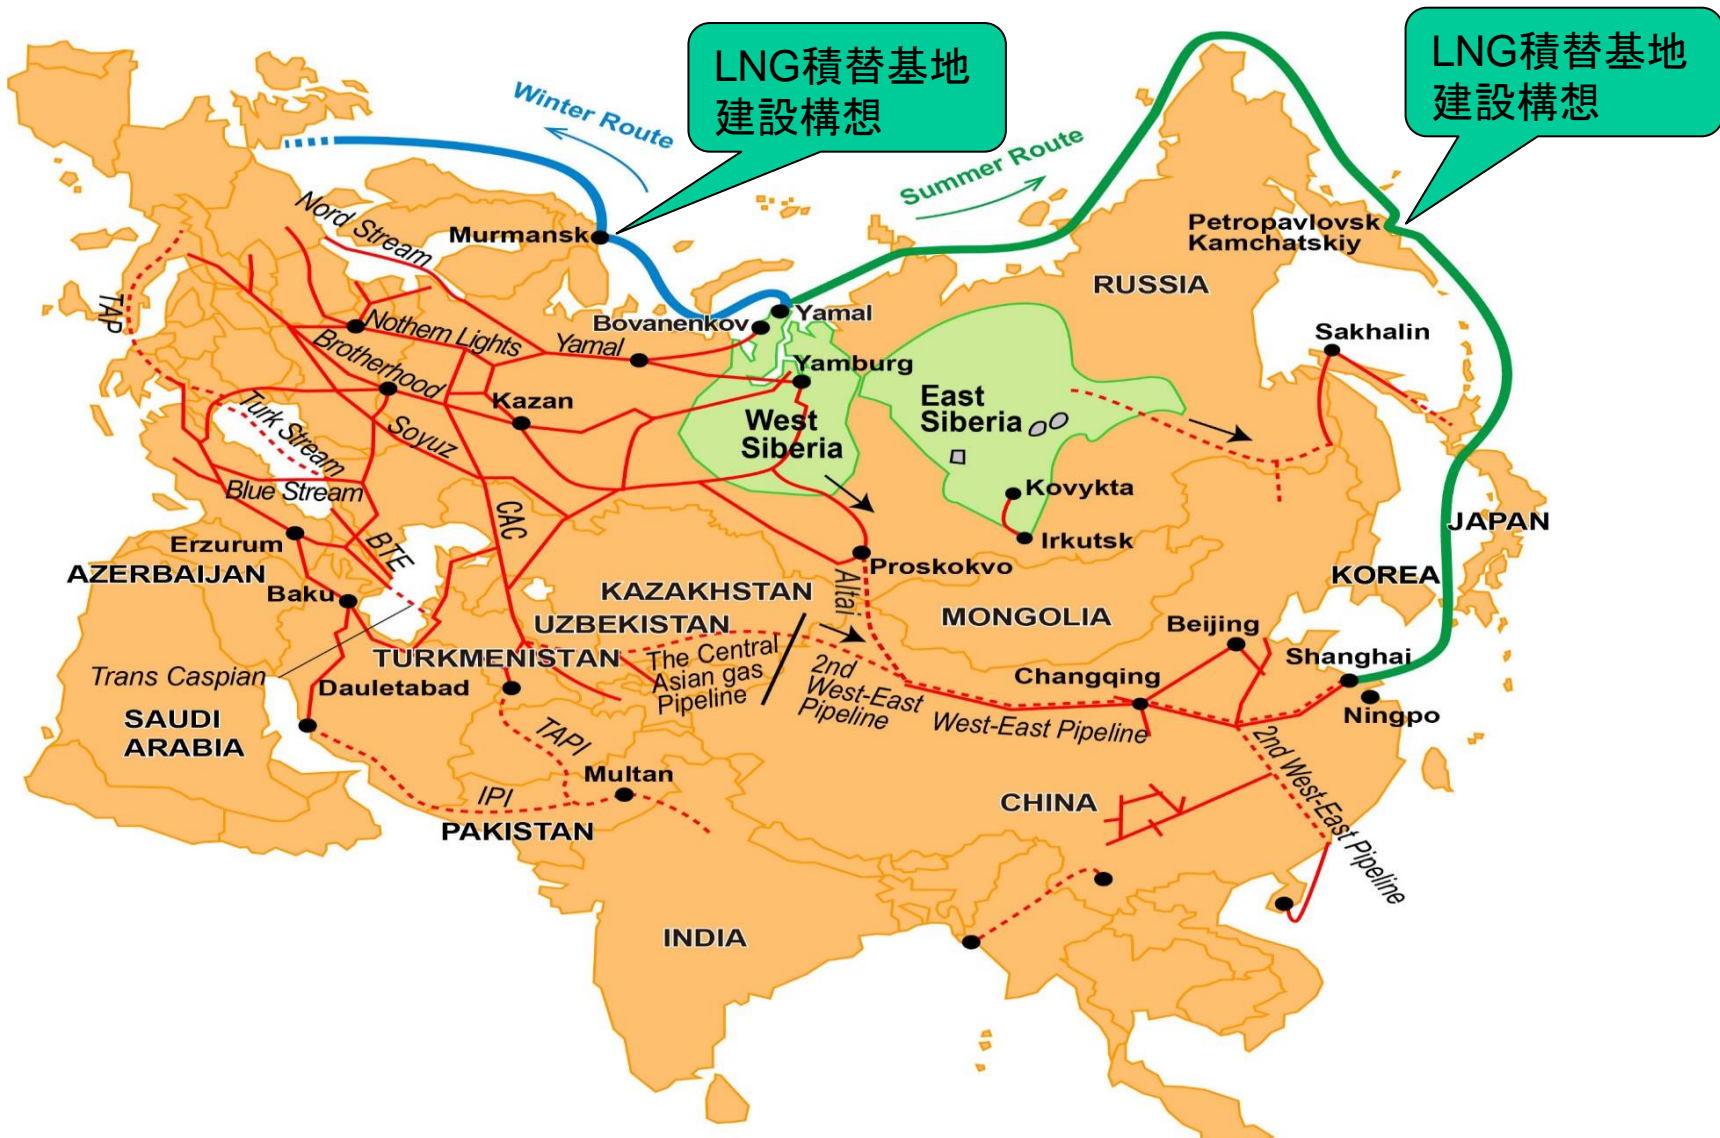 LNG積替基地
建設構想
LNG積替基地
建設構想
Winter Route
Summer Route
Nord Stream
Murmansk
Petropavlovsk
Kamchatskiy
RUSSIA
TAP
Bovanenkov
Yamal
Nothern Lights
Yamal
Sakhalin
Brotherhood
Yamburg
Kazan
East
Siberia
West
Siberia
Turk Stream
Soyuz
Blue Stream
CAC
Kovykta
JAPAN
Erzurum
BTE
Irkutsk
Proskokvo
AZERBAIJAN
Baku
KAZAKHSTAN
Altai
KOREA
UZBEKISTAN
MONGOLIA
Beijing
TURKMENISTAN
The Central
Asian gas
Pipeline
2nd
West-East
Pipeline
Shanghai
Trans Caspian
Dauletabad
Changqing
Ningpo
SAUDI
ARABIA
West-East Pipeline
TAPI
2nd West-East Pipeline
Multan
IPI
CHINA
PAKISTAN
INDIA